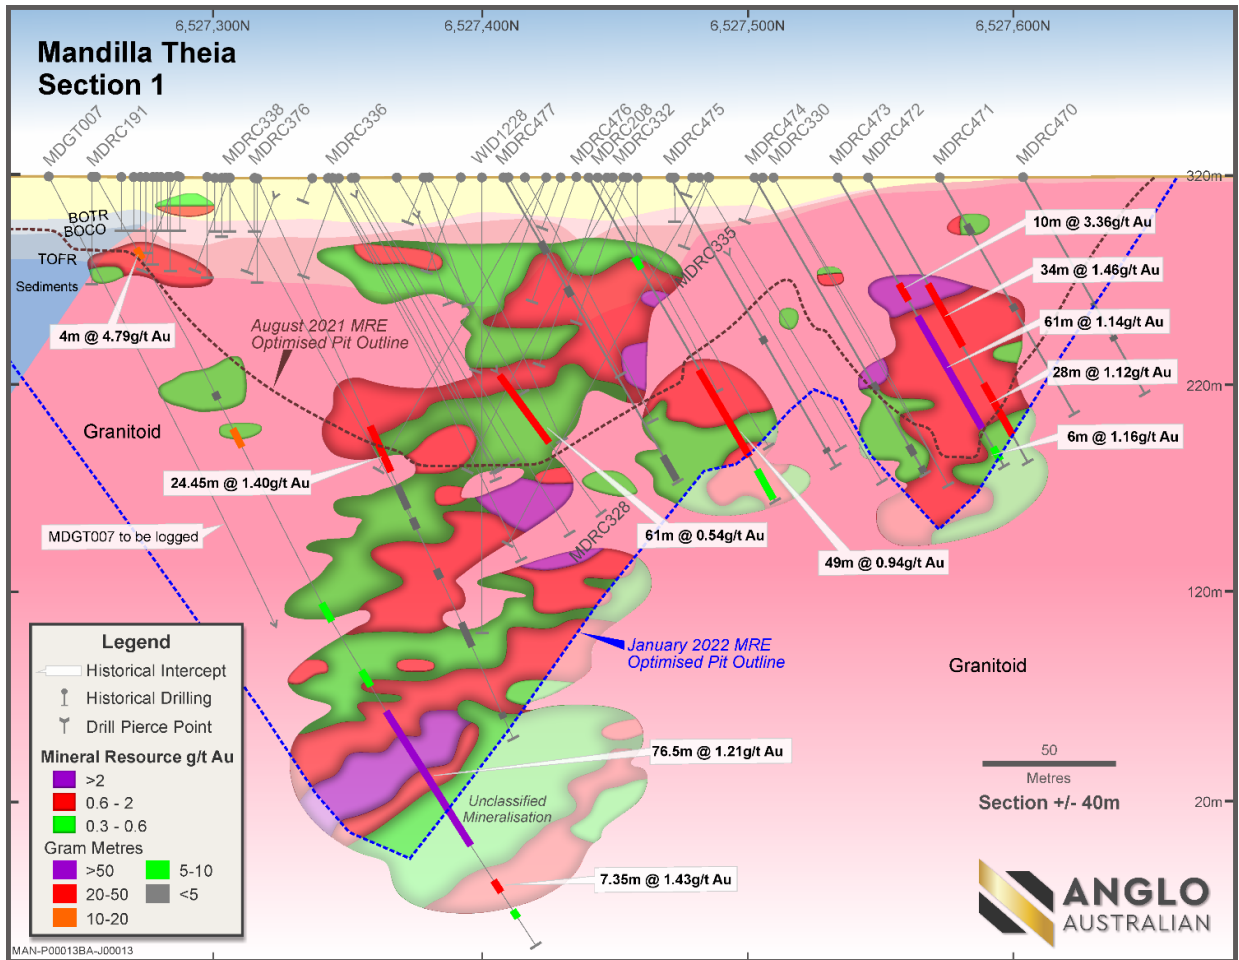 6,527,300N
6,527,400N
6,527,500N
6,527,600N
Mandilla Theia
Section 1
MDGT007
MDRC191
MDRC338
MDRC376
MDRC336
WID1228
MDRC477
MDRC476
MDRC208
MDRC332
MDRC475
MDRC474
MDRC330
MDRC473
MDRC472
MDRC471
MDRC470
320m
BOTR
BOCO
TOFR
Sediments
MDRC335
10m @ 3.36g/t Au
34m @ 1.46g/t Au
61m @ 1.14g/t Au
28m @ 1.12g/t Au
6m @ 1.16g/t Au
4m @ 4.79g/t Au
August 2021 MRE
Optimised Pit Outline
220m
Granitoid
24.45m @ 1.40g/t Au
MDGT007 to be logged
MDRC328
61m @ 0.54g/t Au
49m @ 0.94g/t Au
120m
January 2022 MRE
Optimised Pit Outline
Granitoid
Legend
Historical Intercept
Historical Drilling
Drill Pierce Point
Mineral Resource g/t Au
>2
0.6 - 2
0.3 - 0.6
Gram Metres
>50
5-10
20-50
<5
10-20
76.5m @ 1.21g/t Au
Unclassified
Mineralisation
50
Metres
Section +/- 40m
20m
7.35m @ 1.43g/t Au
ANGLO
AUSTRALIAN
MAN-P00013BA-J00013